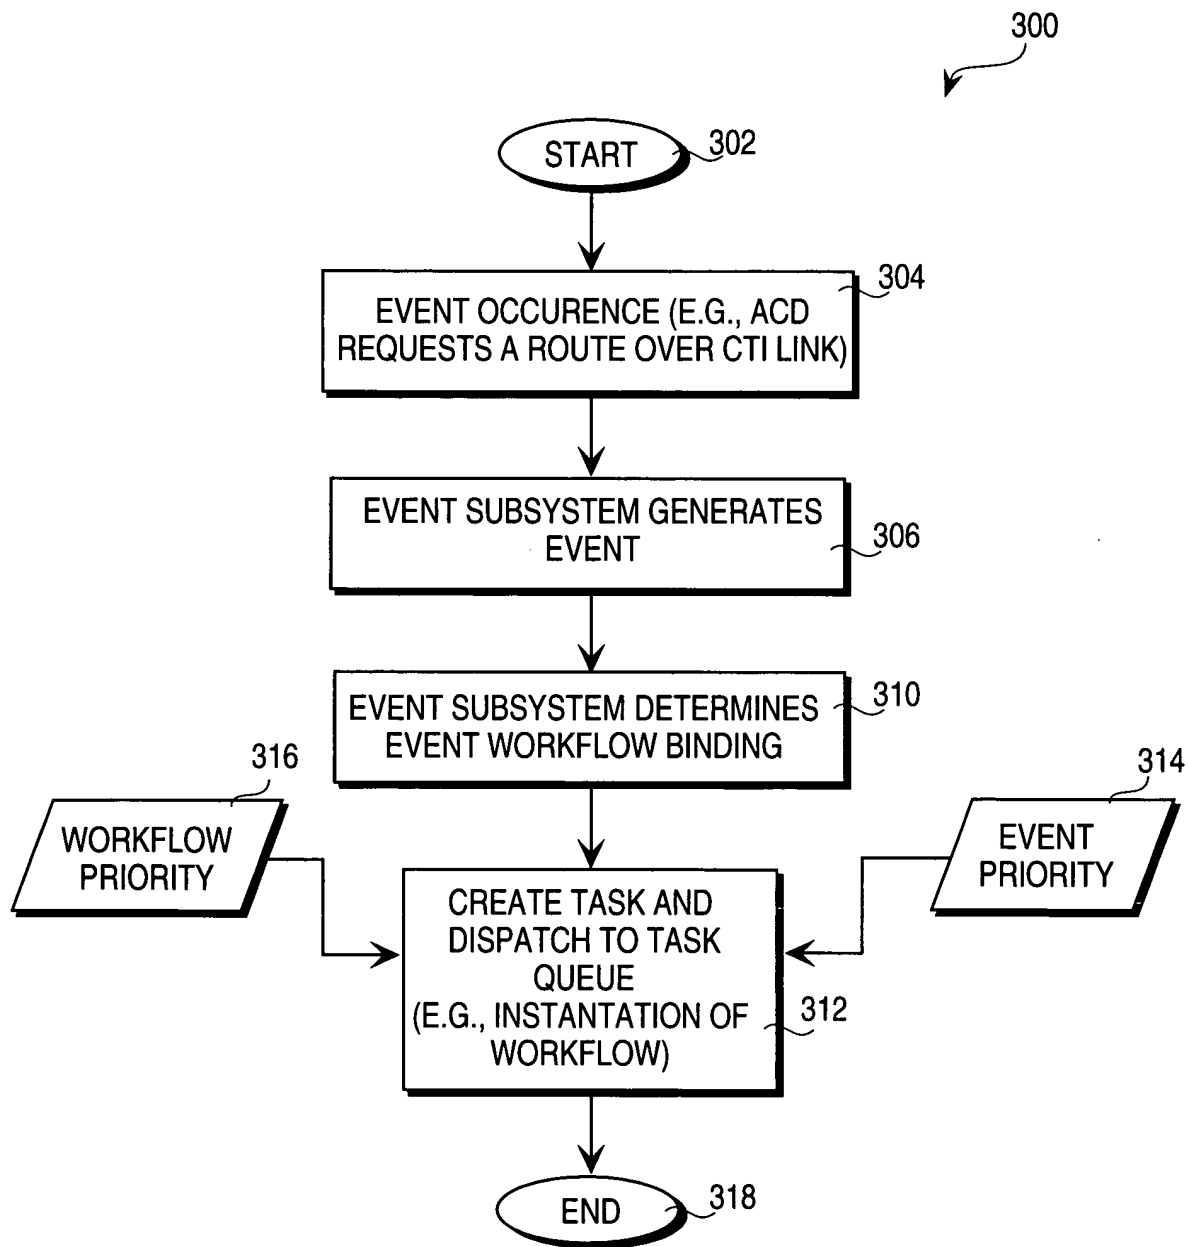 300
START
302
304
EVENT OCCURENCE (E.G., ACD
REQUESTS A ROUTE OVER CTI LINK)
EVENT SUBSYSTEM GENERATES
EVENT
306
EVENT SUBSYSTEM DETERMINES
EVENT WORKFLOW BINDING
310
316
WORKFLOW
PRIORITY
314
EVENT
PRIORITY
CREATE TASK AND
DISPATCH TO TASK
QUEUE
(E.G., INSTANTATION OF
WORKFLOW)
312
END
318